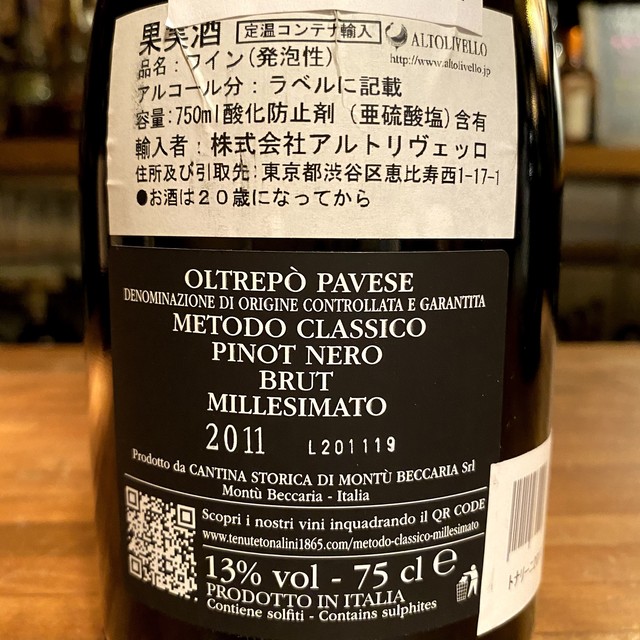 果実酒 定温コンテナ輸入 ALTOLIVELLO
http://www.altolivello.jp
品名:ワイン(発泡性)
アルコール分:ラベルに記載
容量:750ml酸化防止剤(亜硫酸塩)含有
輸入者:株式会社アルトリヴェッロ
住所及び引取先:東京都渋谷区恵比寿西1-17-1
●お酒は20歳になってから
OLTREPÒ PAVESE
DENOMINAZIONE DI ORIGINE CONTROLLATA E GARANTITA
METODO CLASSICO
PINOT NERO
BRUT
MILLESIMATO
2011 L201119
Prodotto da CANTINA STORICA DI MONTÙ BECCARIA Srl
Montù Beccaria - Italia
Scopri i nostri vini inquadrando il QR CODE
www.tenutetonalini1865.com/metodo-classico-millesimato
13% vol - 75 cl e
PRODOTTO IN ITALIA
Contiene solfiti - Contains sulphites